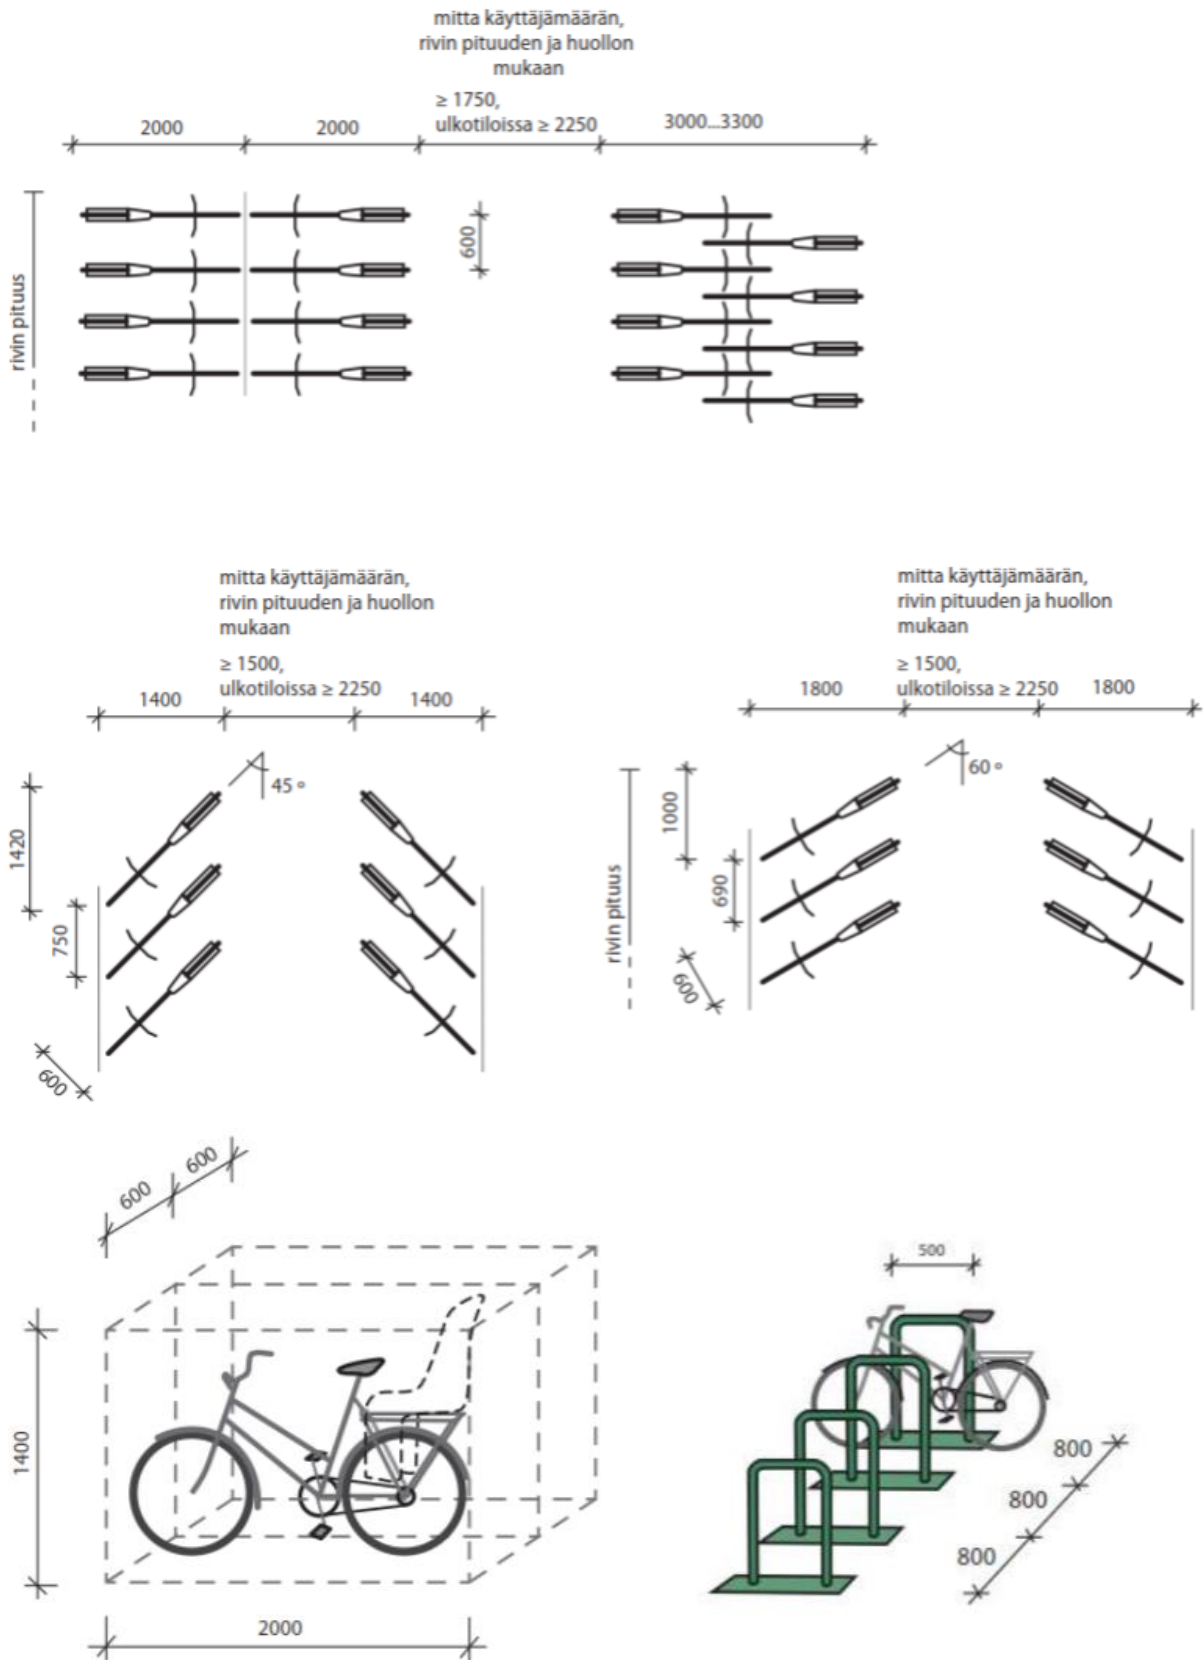 mitta käyttäjämäärän,
rivin pituuden ja huollon
mukaan
≥ 1750,
ulkotiloissa ≥ 2250
2000
2000
3000...3300
rivin pituus
600
mitta käyttäjämäärän,
rivin pituuden ja huollon
mukaan
≥ 1500,
ulkotiloissa ≥ 2250
1400
1400
45 º
1420
750
600
mitta käyttäjämäärän,
rivin pituuden ja huollon
mukaan
≥ 1500,
ulkotiloissa ≥ 2250
1800
1800
60 º
1000
690
rivin pituus
600
600
600
1400
2000
500
800
800
800